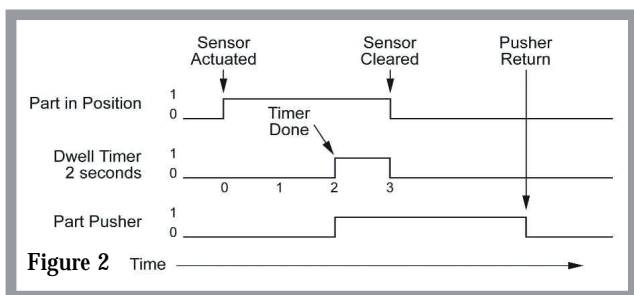 Sensor
Actuated
Sensor
Cleared
Pusher
Return
Part in Position
1
0
Timer
Done
Dwell Timer
2 seconds
1
0
0 1 2 3
Part Pusher
1
0
Figure 2
Time